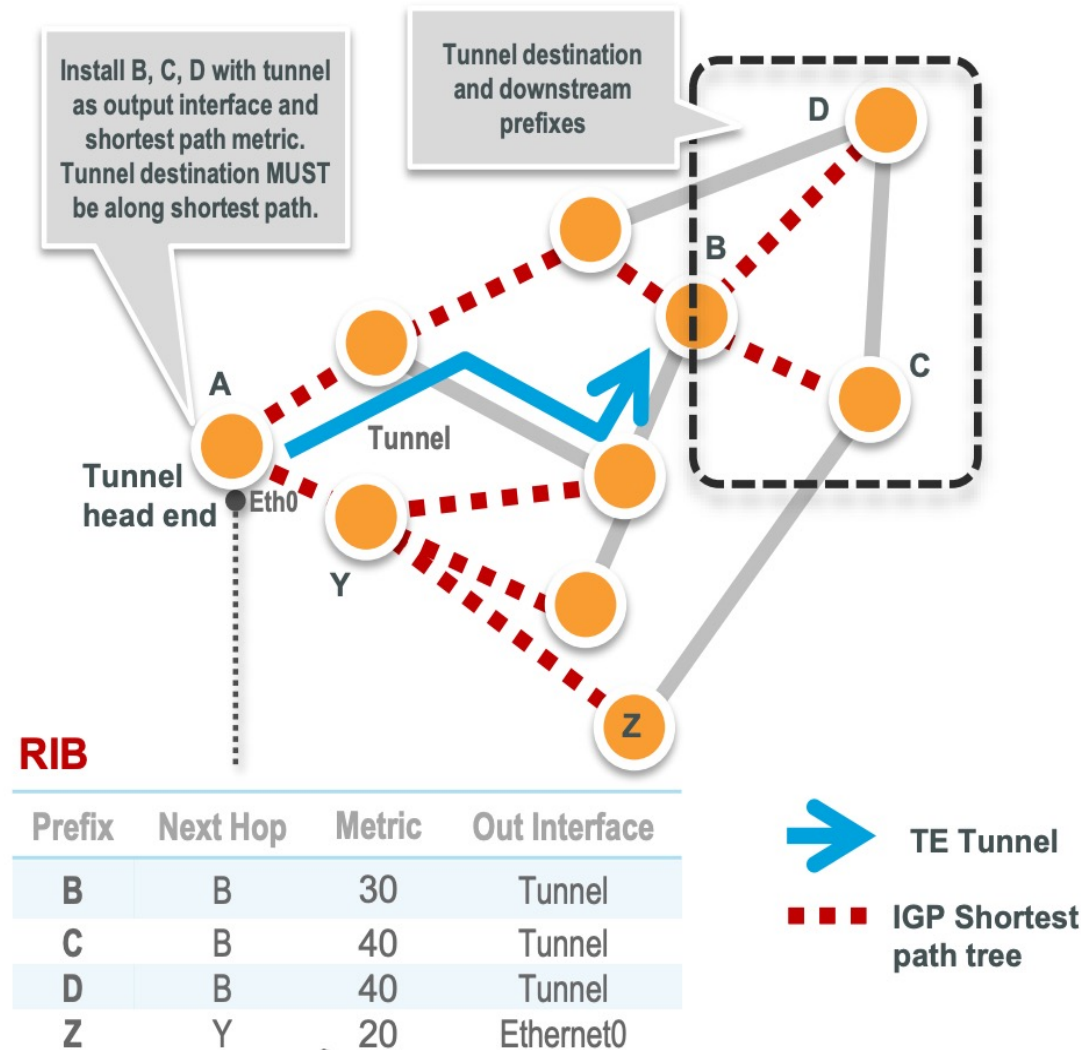 Install B, C, D with tunnel
as output interface and
shortest path metric.
Tunnel destination MUST
be along shortest path.
Tunnel destination
and downstream
prefixes
D
B
C
A
Tunnel
Tunnel
head end
Eth0
Y
Z
RIB
Prefix Next Hop Metric Out Interface
B B 30 Tunnel
C B 40 Tunnel
D B 40 Tunnel
Z Y 20 Ethernet0
TE Tunnel
IGP Shortest
path tree